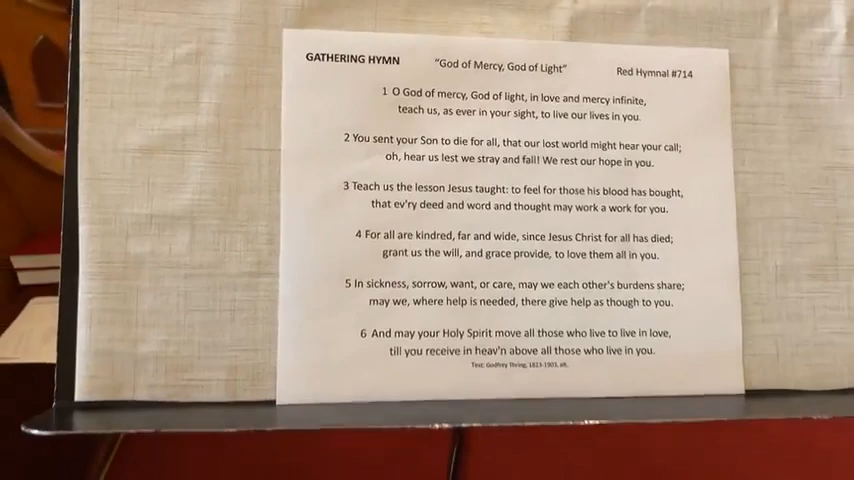 GATHERING HYMN "God of Mercy, God of Light" Red Hymnal #714
1 O God of mercy, God of light, in love and mercy infinite,
teach us, as ever in your sight, to live our lives in you.
2 You sent your Son to die for all, that our lost world might hear your call;
oh, hear us lest we stray and fall! We rest our hope in you.
3 Teach us the lesson Jesus taught: to feel for those his blood has bought,
that ev'ry deed and word and thought may work a work for you.
4 For all are kindred, far and wide, since Jesus Christ for all has died;
grant us the will, and grace provide, to love them all in you.
5 In sickness, sorrow, want, or care, may we each other's burdens share;
may we, where help is needed, there give help as though to you.
6 And may your Holy Spirit move all those who live to live in love,
till you receive in heav'n above all those who live in you.
Text: Godfrey Thring, 1823-1903, alt.